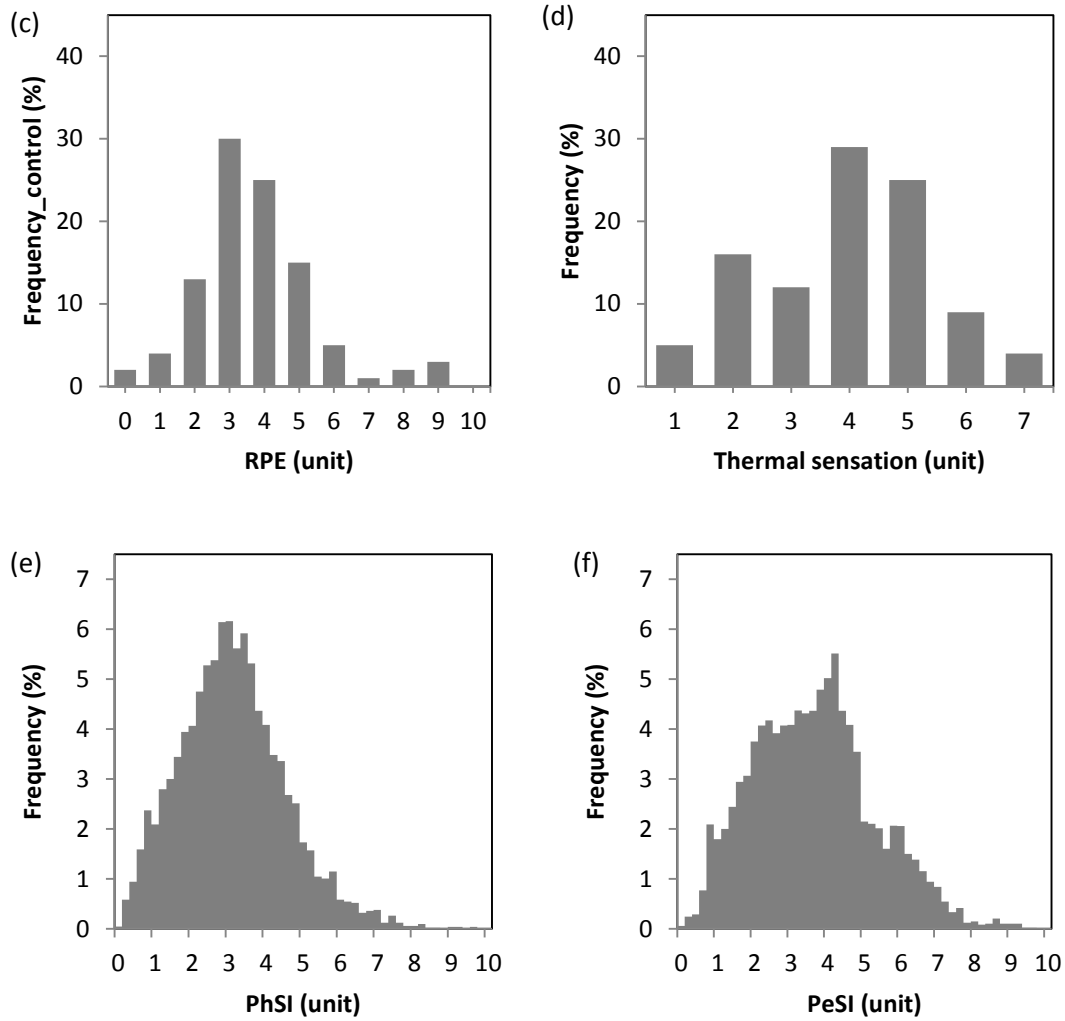 (c)
Frequency_control (%)
40
30
20
10
0
0 1 2 3 4 5 6 7 8 9 10
RPE (unit)
(d)
Frequency (%)
40
30
20
10
0
1 2 3 4 5 6 7
Thermal sensation (unit)
(e)
Frequency (%)
7
6
5
4
3
2
1
0
0 1 2 3 4 5 6 7 8 9 10
PhSI (unit)
(f)
Frequency (%)
7
6
5
4
3
2
1
0
0 1 2 3 4 5 6 7 8 9 10
PeSI (unit)